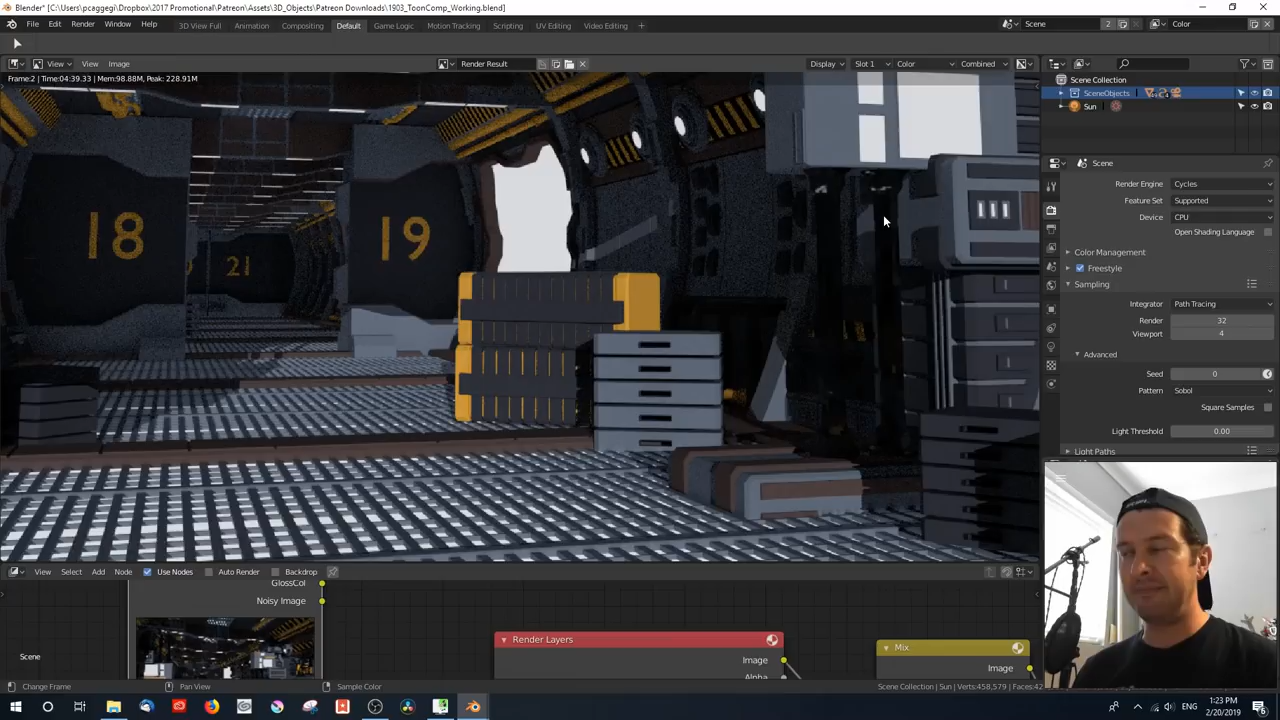 Blender* [C:\Users\pcaggegi\Dropbox\2017 Promotional\Patreon\Assets\3D_Objects\Patreon Downloads\1903_ToonComp_Working.blend]
File Edit Render Window Help 3D View Full Animation Compositing Default Game Logic Motion Tracking Scripting UV Editing Video Editing + Scene 2 Color
View View Image Render Result Display Slot 1 Color Combined
Frame:2 | Time:04:39.33 | Mem:98.88M, Peak: 228.91M
Scene Collection
SceneObjects
Sun
Scene
Render Engine Cycles
Feature Set Supported
Device CPU
Open Shading Language
Color Management
Freestyle
Sampling
Integrator Path Tracing
Render 32
Viewport 4
Advanced
Seed 0
Pattern Sobol
Square Samples
Light Threshold 0.00
Light Paths
18 21 19
View Select Add Node Use Nodes Auto Render Backdrop
GlossCol
Noisy Image
Scene
Render Layers
Image
Alpha
Mix
Image
Change Frame Pan View Sample Color Scene Collection | Sun | Verts:458,579 | Faces:42
1:23 PM
2/20/2019